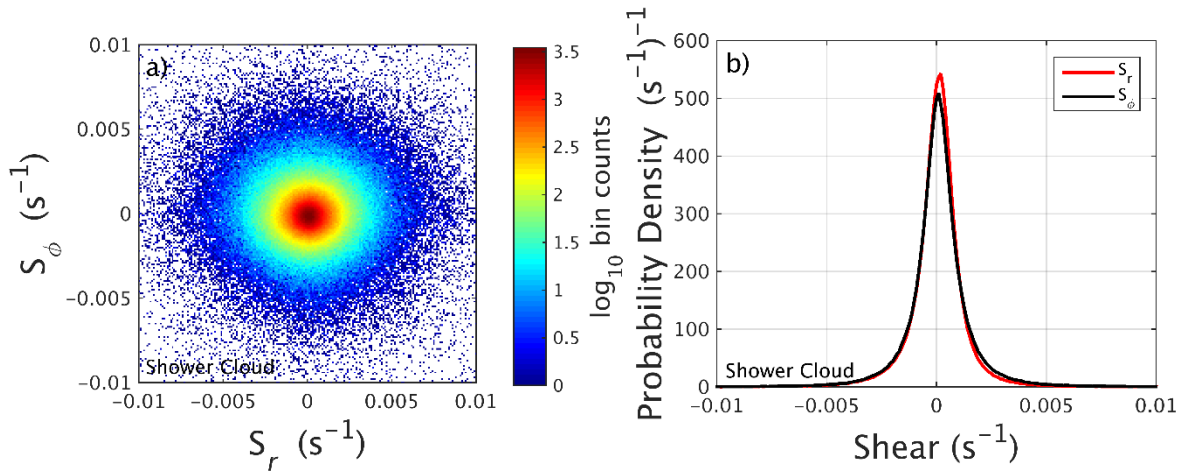 a)
0.01
0.005
0
−0.005
−0.01
S_ϕ (s⁻¹)
Shower Cloud
−0.01 −0.005 0 0.005 0.01
S_r (s⁻¹)
3.5
3
2.5
2
1.5
1
0.5
0
log₁₀ bin counts
b)
600
500
400
300
200
100
0
Probability Density (s⁻¹)⁻¹
S_r
S_ϕ
Shower Cloud
−0.01 −0.005 0 0.005 0.01
Shear (s⁻¹)